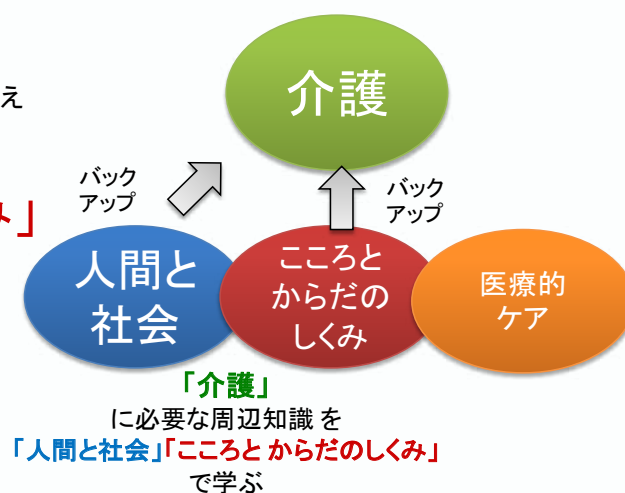 介護
え
バック
アップ
バック
アップ
み」
人間と
社会
こころと
からだの
しくみ
医療的
ケア
「介護」
に必要な周辺知識を
「人間と社会」「こころとからだのしくみ」
で学ぶ